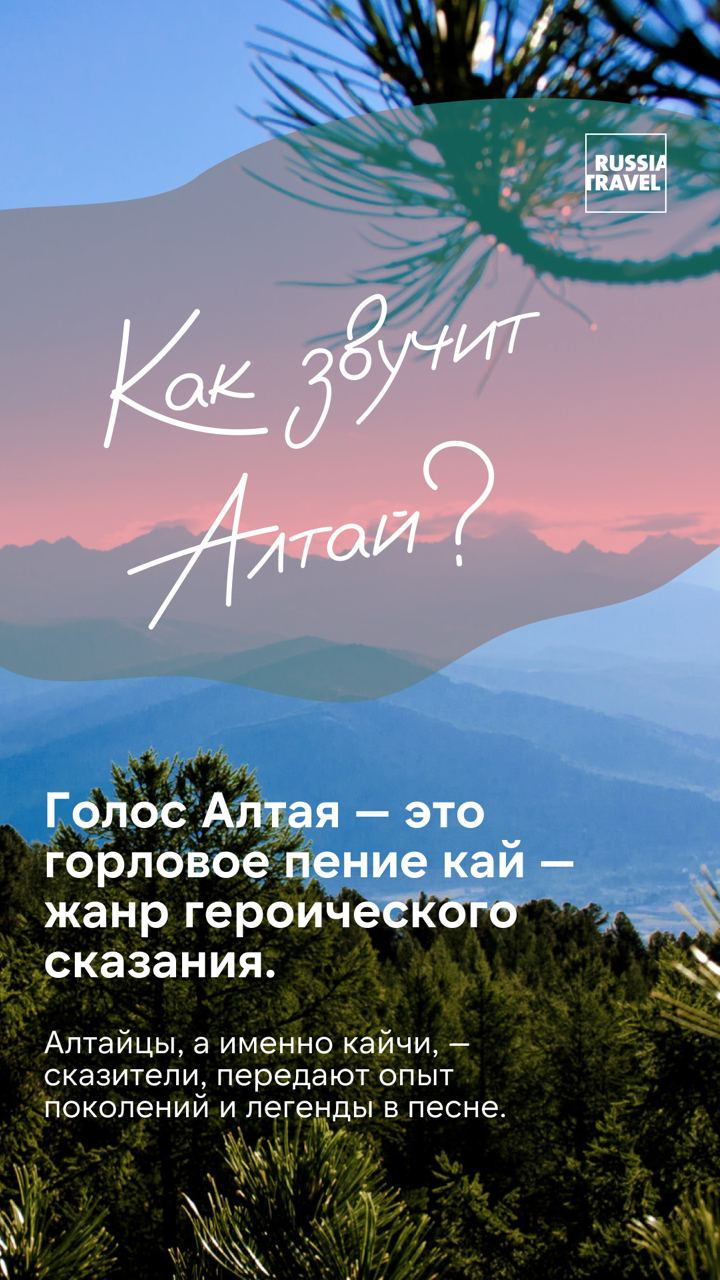 RUSSIA
TRAVEL
Как звучит
Алтай?
Голос Алтая — это
горловое пение кай —
жанр героического
сказания.
Алтайцы, а именно кайчи, —
сказители, передают опыт
поколений и легенды в песне.